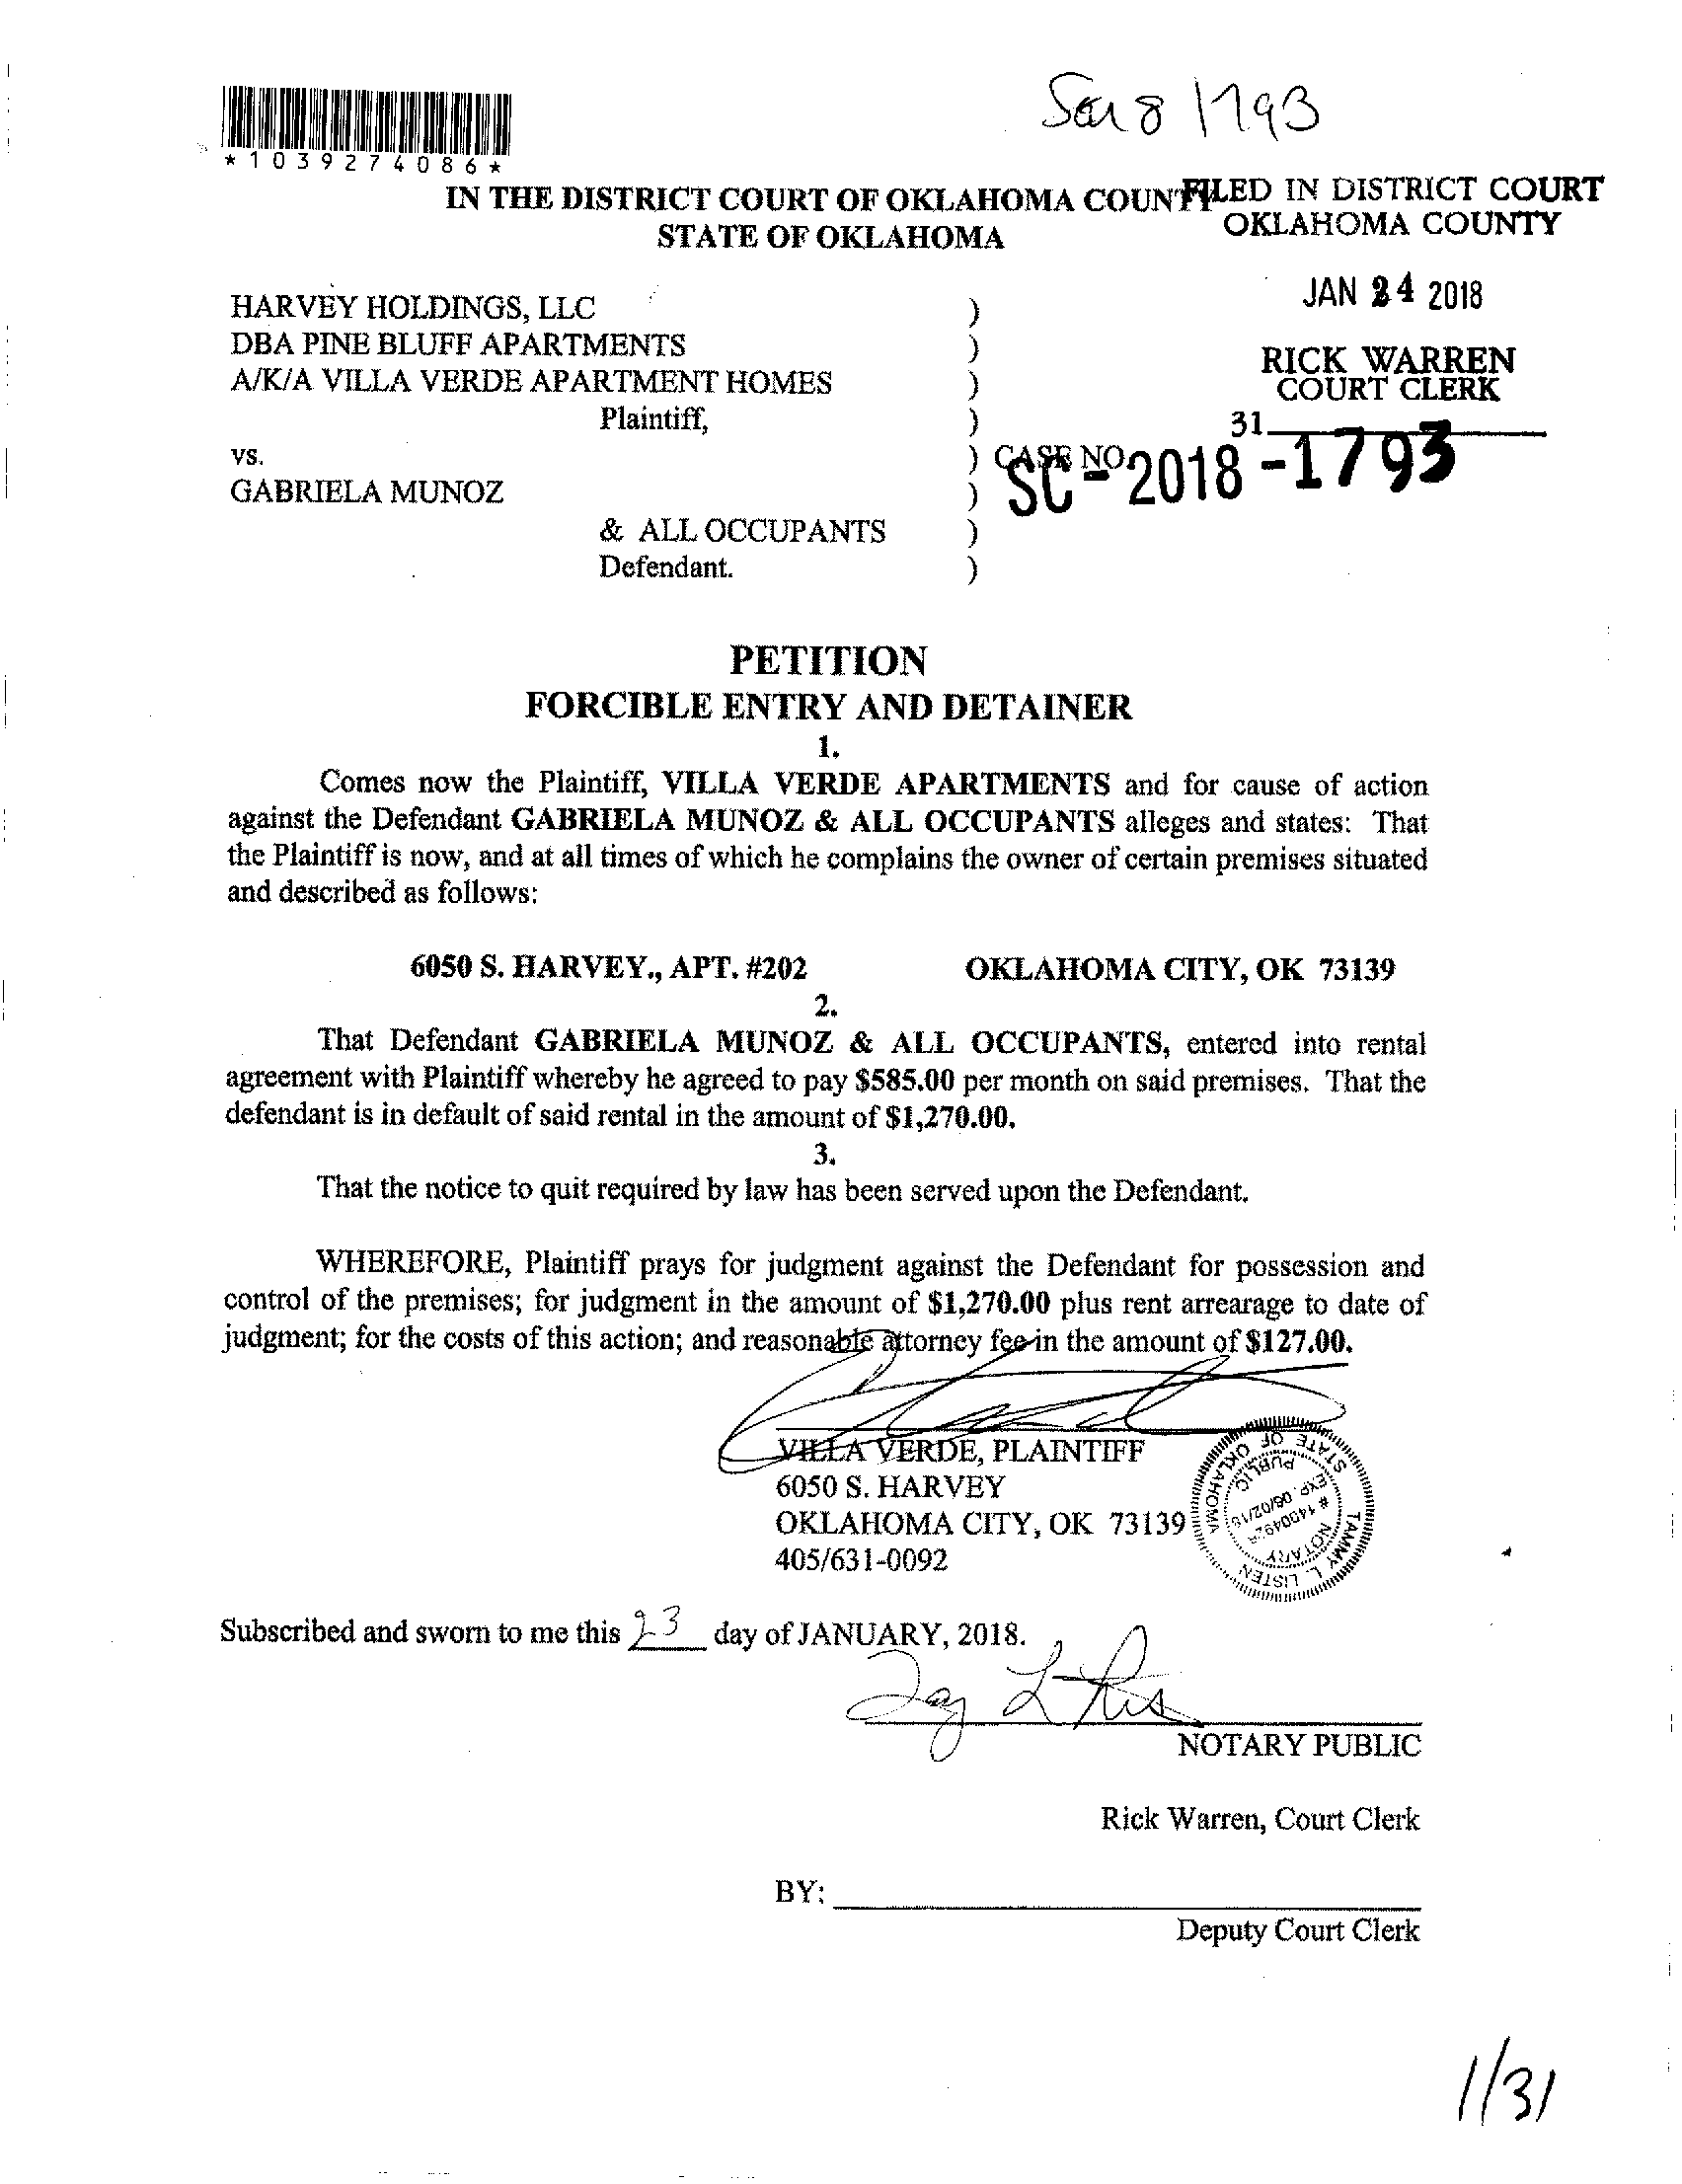 SC18 1793
*1039274086*
IN THE DISTRICT COURT OF OKLAHOMA COUNTY
STATE OF OKLAHOMA
FILED IN DISTRICT COURT
OKLAHOMA COUNTY
JAN 24 2018
RICK WARREN
COURT CLERK
31
HARVEY HOLDINGS, LLC )
DBA PINE BLUFF APARTMENTS )
A/K/A VILLA VERDE APARTMENT HOMES )
Plaintiff, )
vs. ) CASE NO. SC-2018-1793
GABRIELA MUNOZ )
& ALL OCCUPANTS )
Defendant. )
PETITION
FORCIBLE ENTRY AND DETAINER
1.
Comes now the Plaintiff, VILLA VERDE APARTMENTS and for cause of action
against the Defendant GABRIELA MUNOZ & ALL OCCUPANTS alleges and states: That
the Plaintiff is now, and at all times of which he complains the owner of certain premises situated
and described as follows:
6050 S. HARVEY., APT. #202 OKLAHOMA CITY, OK 73139
2.
That Defendant GABRIELA MUNOZ & ALL OCCUPANTS, entered into rental
agreement with Plaintiff whereby he agreed to pay $585.00 per month on said premises. That the
defendant is in default of said rental in the amount of $1,270.00.
3.
That the notice to quit required by law has been served upon the Defendant.
WHEREFORE, Plaintiff prays for judgment against the Defendant for possession and
control of the premises; for judgment in the amount of $1,270.00 plus rent arrearage to date of
judgment; for the costs of this action; and reasonable attorney fee in the amount of $127.00.
VILLA VERDE, PLAINTIFF
6050 S. HARVEY
OKLAHOMA CITY, OK 73139
405/631-0092
TAMMY L. LISTEN
STATE OF OKLAHOMA
NOTARY PUBLIC
EXP. 06/02/18
Subscribed and sworn to me this 23 day of JANUARY, 2018.
NOTARY PUBLIC
Rick Warren, Court Clerk
BY:
Deputy Court Clerk
1/31